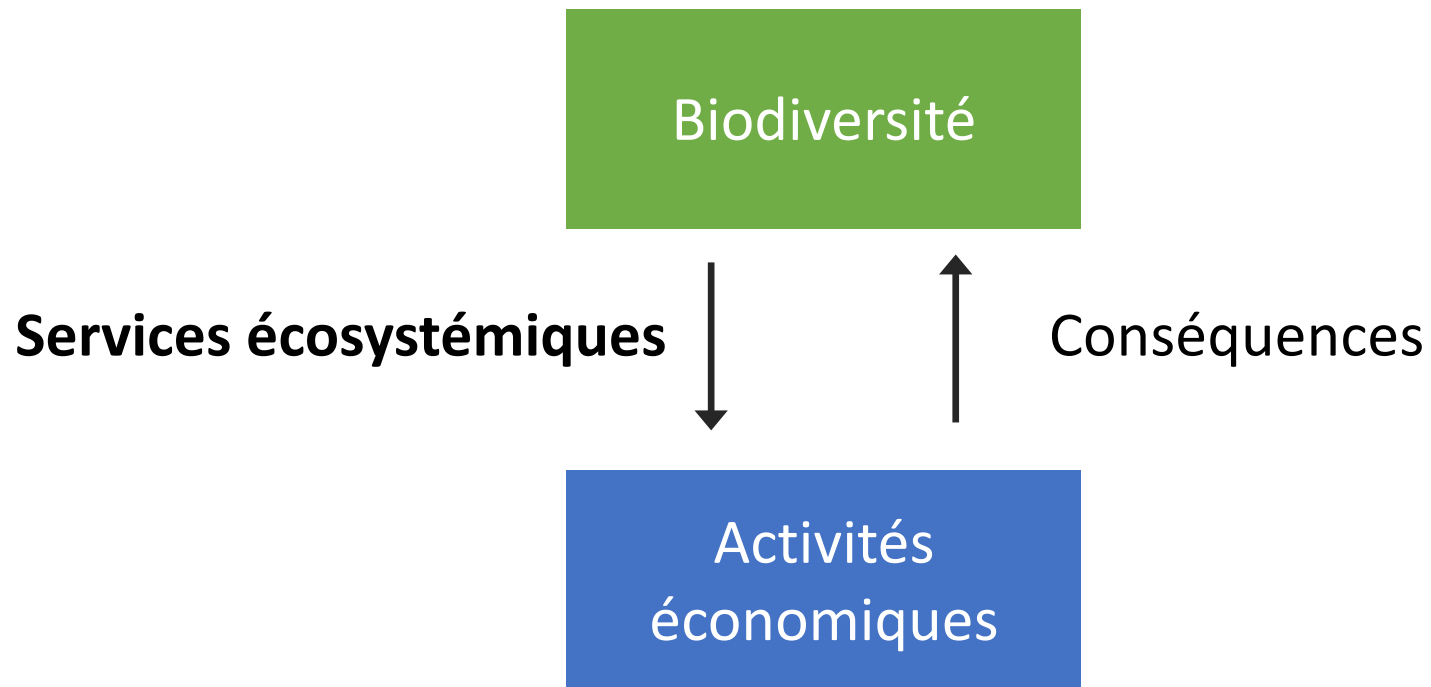 Biodiversité
Services écosystémiques
Conséquences
Activités
économiques